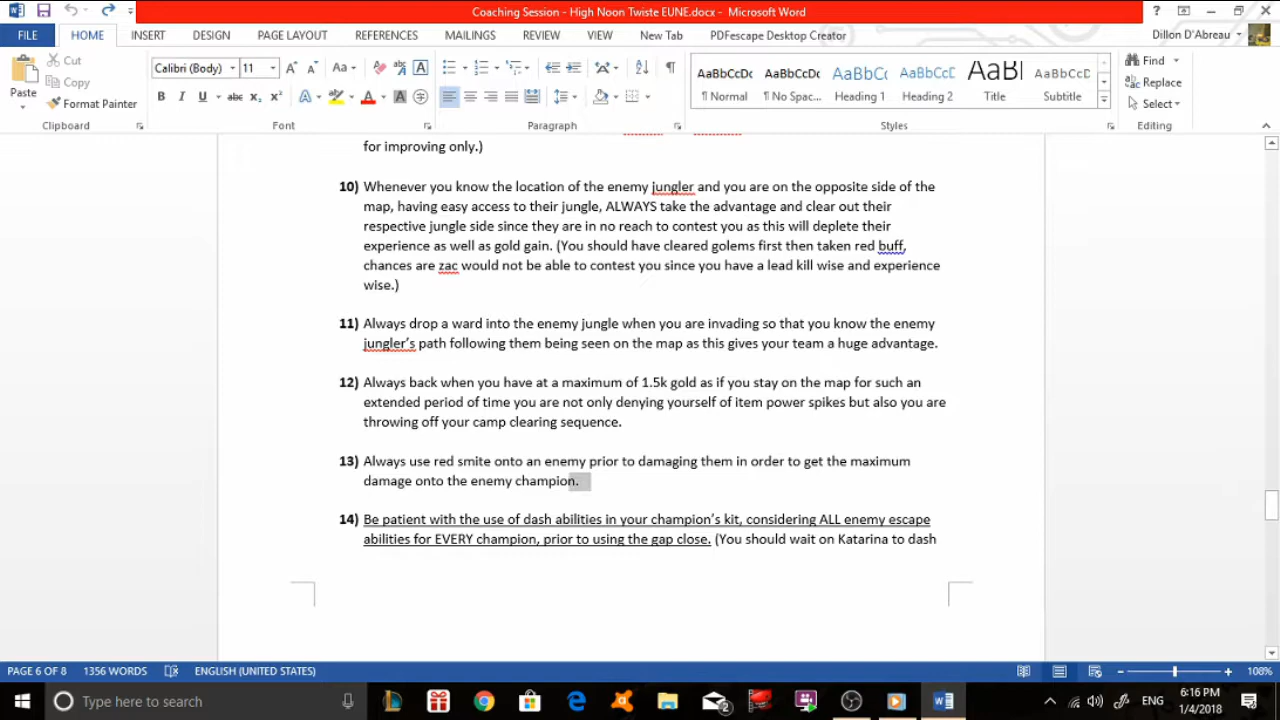 Coaching Session - High Noon Twiste EUNE.docx - Microsoft Word
FILE HOME INSERT DESIGN PAGE LAYOUT REFERENCES MAILINGS REVIEW VIEW New Tab PDFescape Desktop Creator Dillon D'Abreau
Cut
Copy
Format Painter
Paste
Calibri (Body) 11
AaBbCcDc AaBbCcDc AaBbCc AaBbCcC AaBl AaBbCcD
¶ Normal ¶ No Spac... Heading 1 Heading 2 Title Subtitle
Find
Replace
Select
Clipboard Font Paragraph Styles Editing
for improving only.)
10) Whenever you know the location of the enemy jungler and you are on the opposite side of the
map, having easy access to their jungle, ALWAYS take the advantage and clear out their
respective jungle side since they are in no reach to contest you as this will deplete their
experience as well as gold gain. (You should have cleared golems first then taken red buff,
chances are zac would not be able to contest you since you have a lead kill wise and experience
wise.)
11) Always drop a ward into the enemy jungle when you are invading so that you know the enemy
jungler's path following them being seen on the map as this gives your team a huge advantage.
12) Always back when you have at a maximum of 1.5k gold as if you stay on the map for such an
extended period of time you are not only denying yourself of item power spikes but also you are
throwing off your camp clearing sequence.
13) Always use red smite onto an enemy prior to damaging them in order to get the maximum
damage onto the enemy champion.
14) Be patient with the use of dash abilities in your champion's kit, considering ALL enemy escape
abilities for EVERY champion, prior to using the gap close. (You should wait on Katarina to dash
PAGE 6 OF 8 1356 WORDS ENGLISH (UNITED STATES) 108%
Type here to search
2
ENG
6:16 PM
1/4/2018